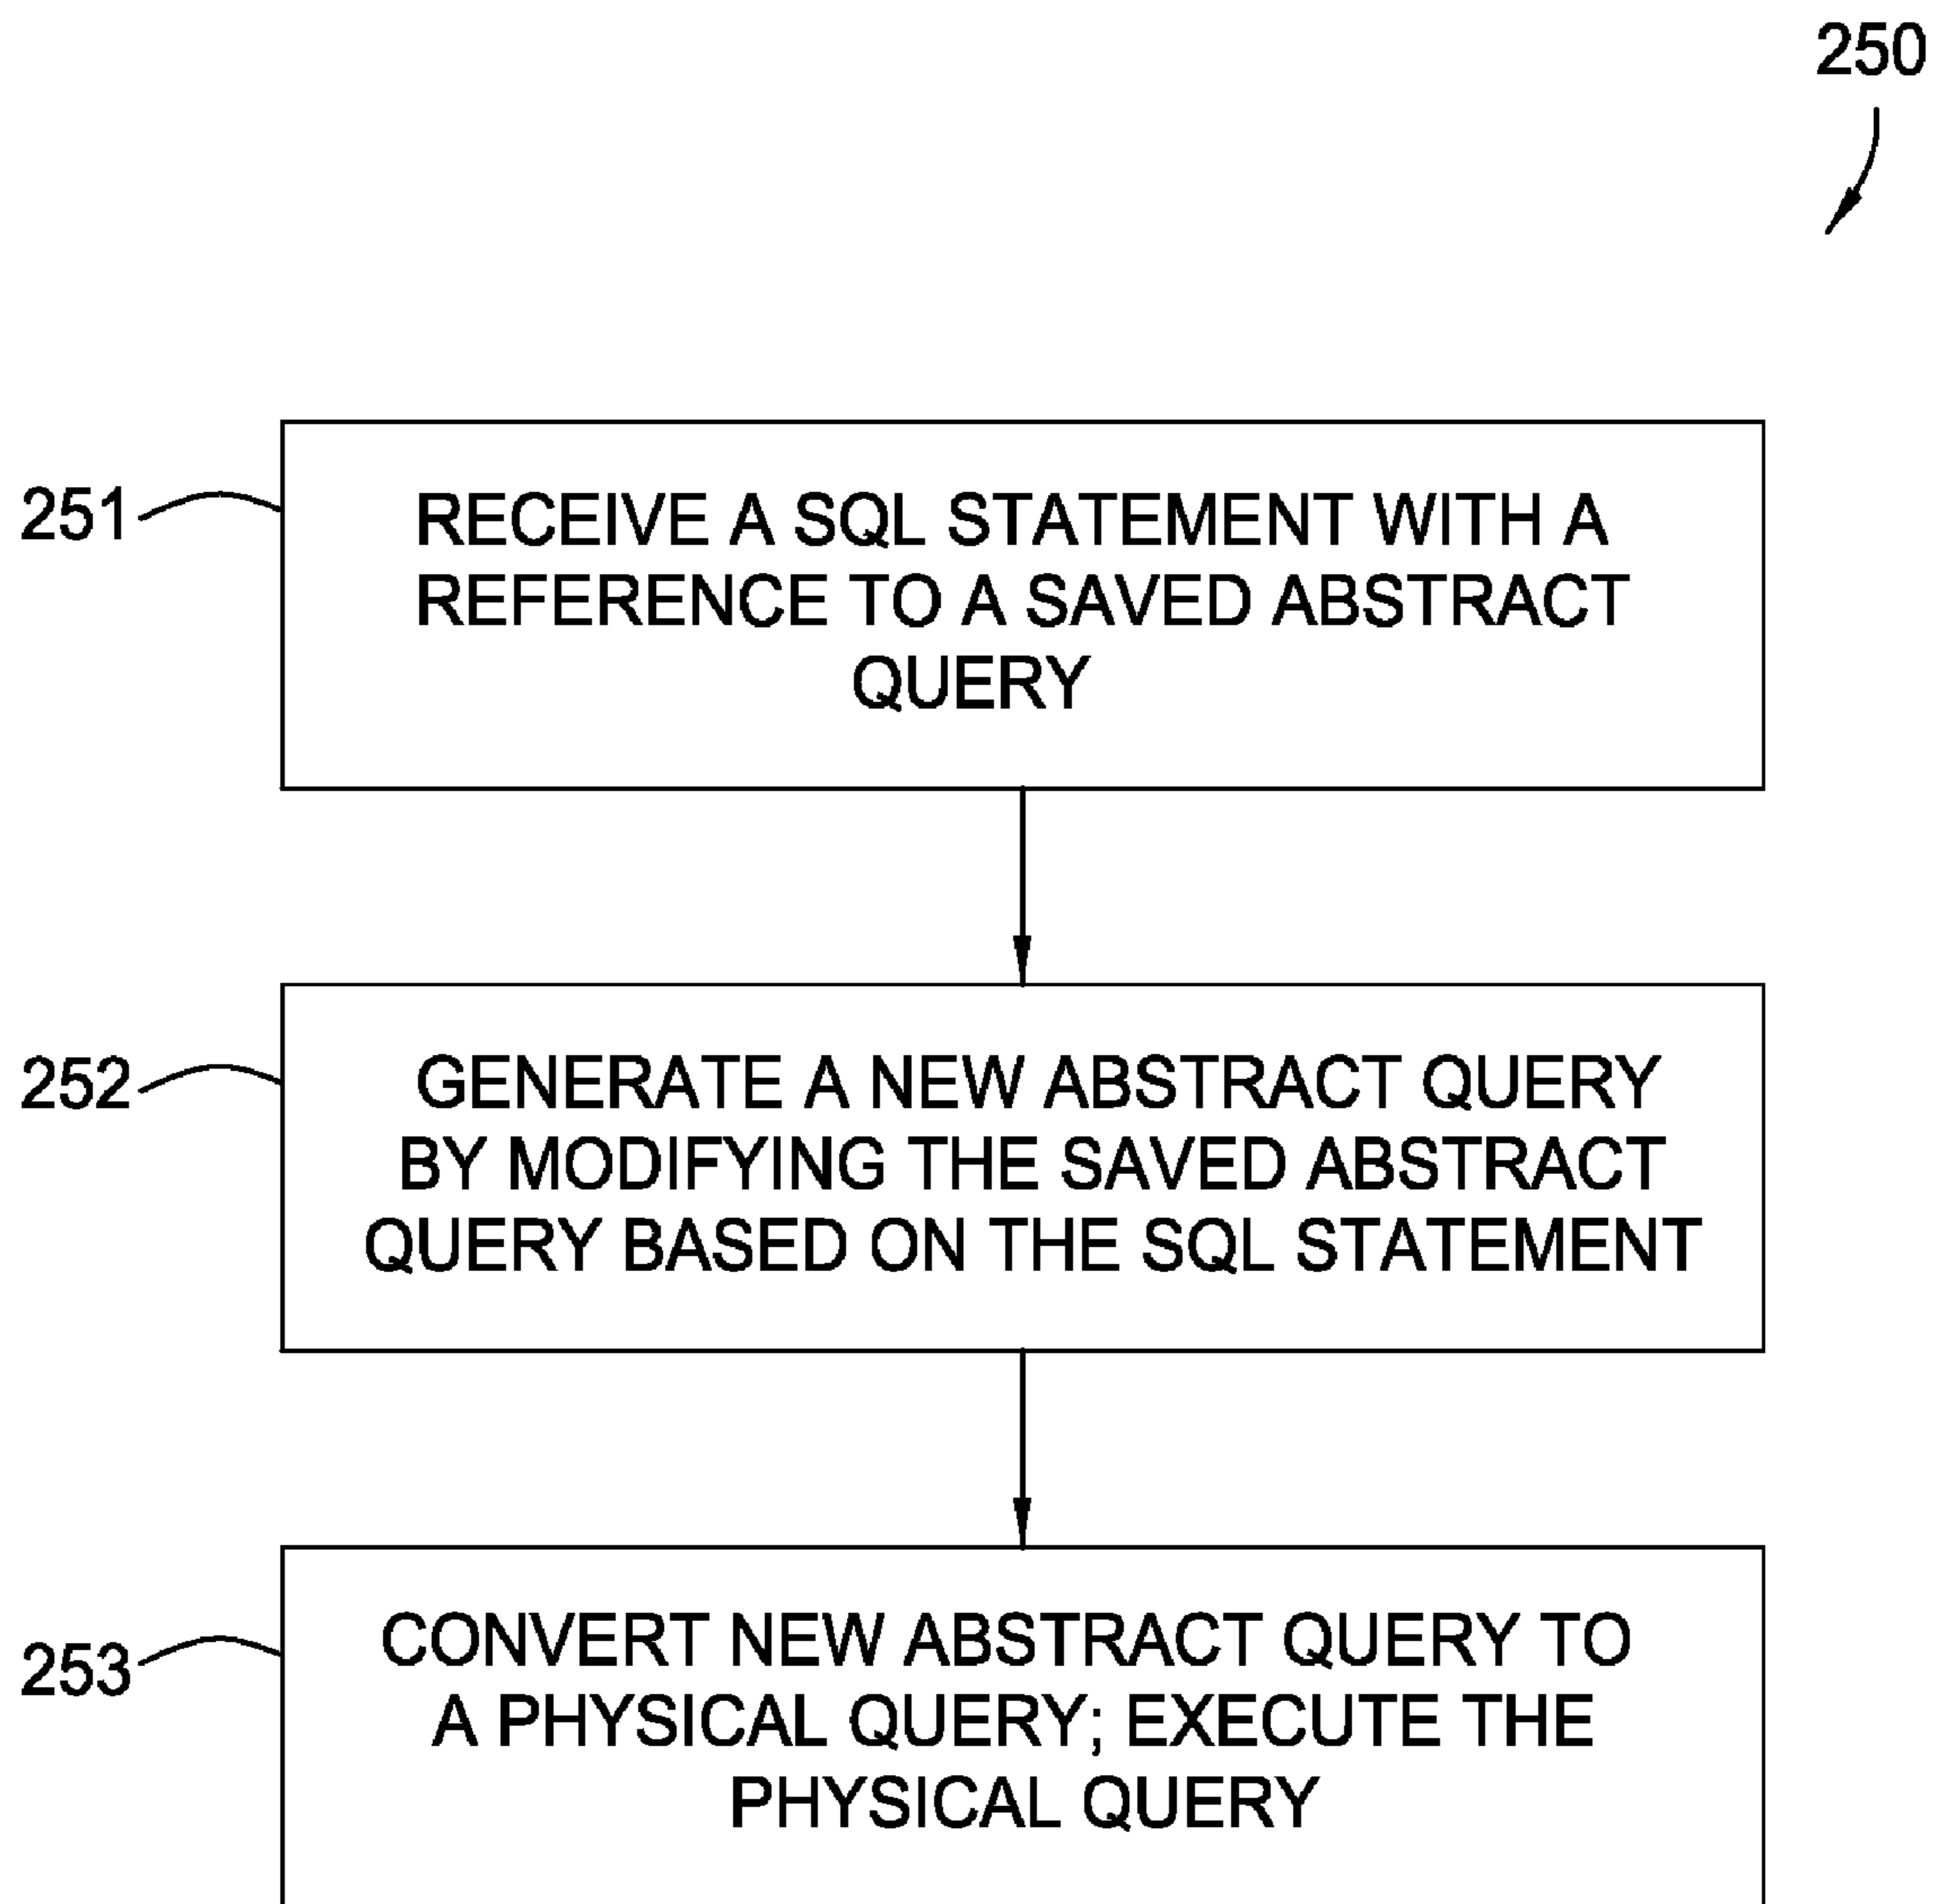 250
251
RECEIVE A SQL STATEMENT WITH A
REFERENCE TO A SAVED ABSTRACT
QUERY
252
GENERATE A NEW ABSTRACT QUERY
BY MODIFYING THE SAVED ABSTRACT
QUERY BASED ON THE SQL STATEMENT
253
CONVERT NEW ABSTRACT QUERY TO
A PHYSICAL QUERY; EXECUTE THE
PHYSICAL QUERY